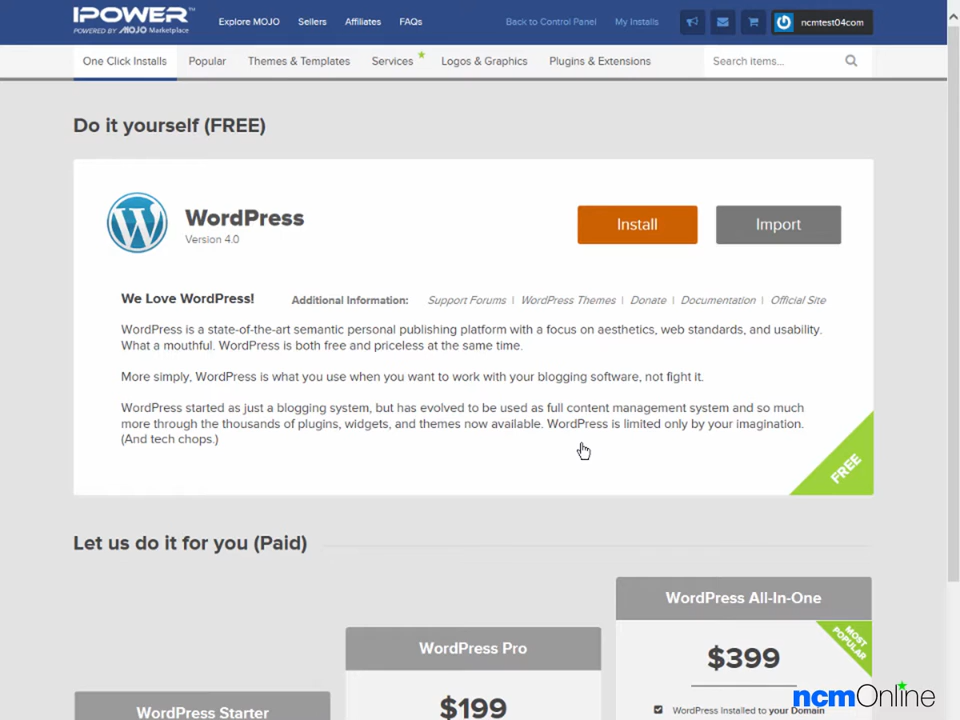 IPOWER™
POWERED BY MOJO Marketplace
Explore MOJO Sellers Affiliates FAQs Back to Control Panel My Installs ncmtest04com
One Click Installs Popular Themes & Templates Services Logos & Graphics Plugins & Extensions Search items...
Do it yourself (FREE)
WordPress
Version 4.0
Install Import
We Love WordPress! Additional Information: Support Forums | WordPress Themes | Donate | Documentation | Official Site
WordPress is a state-of-the-art semantic personal publishing platform with a focus on aesthetics, web standards, and usability.
What a mouthful. WordPress is both free and priceless at the same time.
More simply, WordPress is what you use when you want to work with your blogging software, not fight it.
WordPress started as just a blogging system, but has evolved to be used as full content management system and so much
more through the thousands of plugins, widgets, and themes now available. WordPress is limited only by your imagination.
(And tech chops.)
FREE
Let us do it for you (Paid)
WordPress All-In-One
MOST
POPULAR
$399
WordPress Installed to your Domain
WordPress Pro
$199
WordPress Starter
ncmOnline